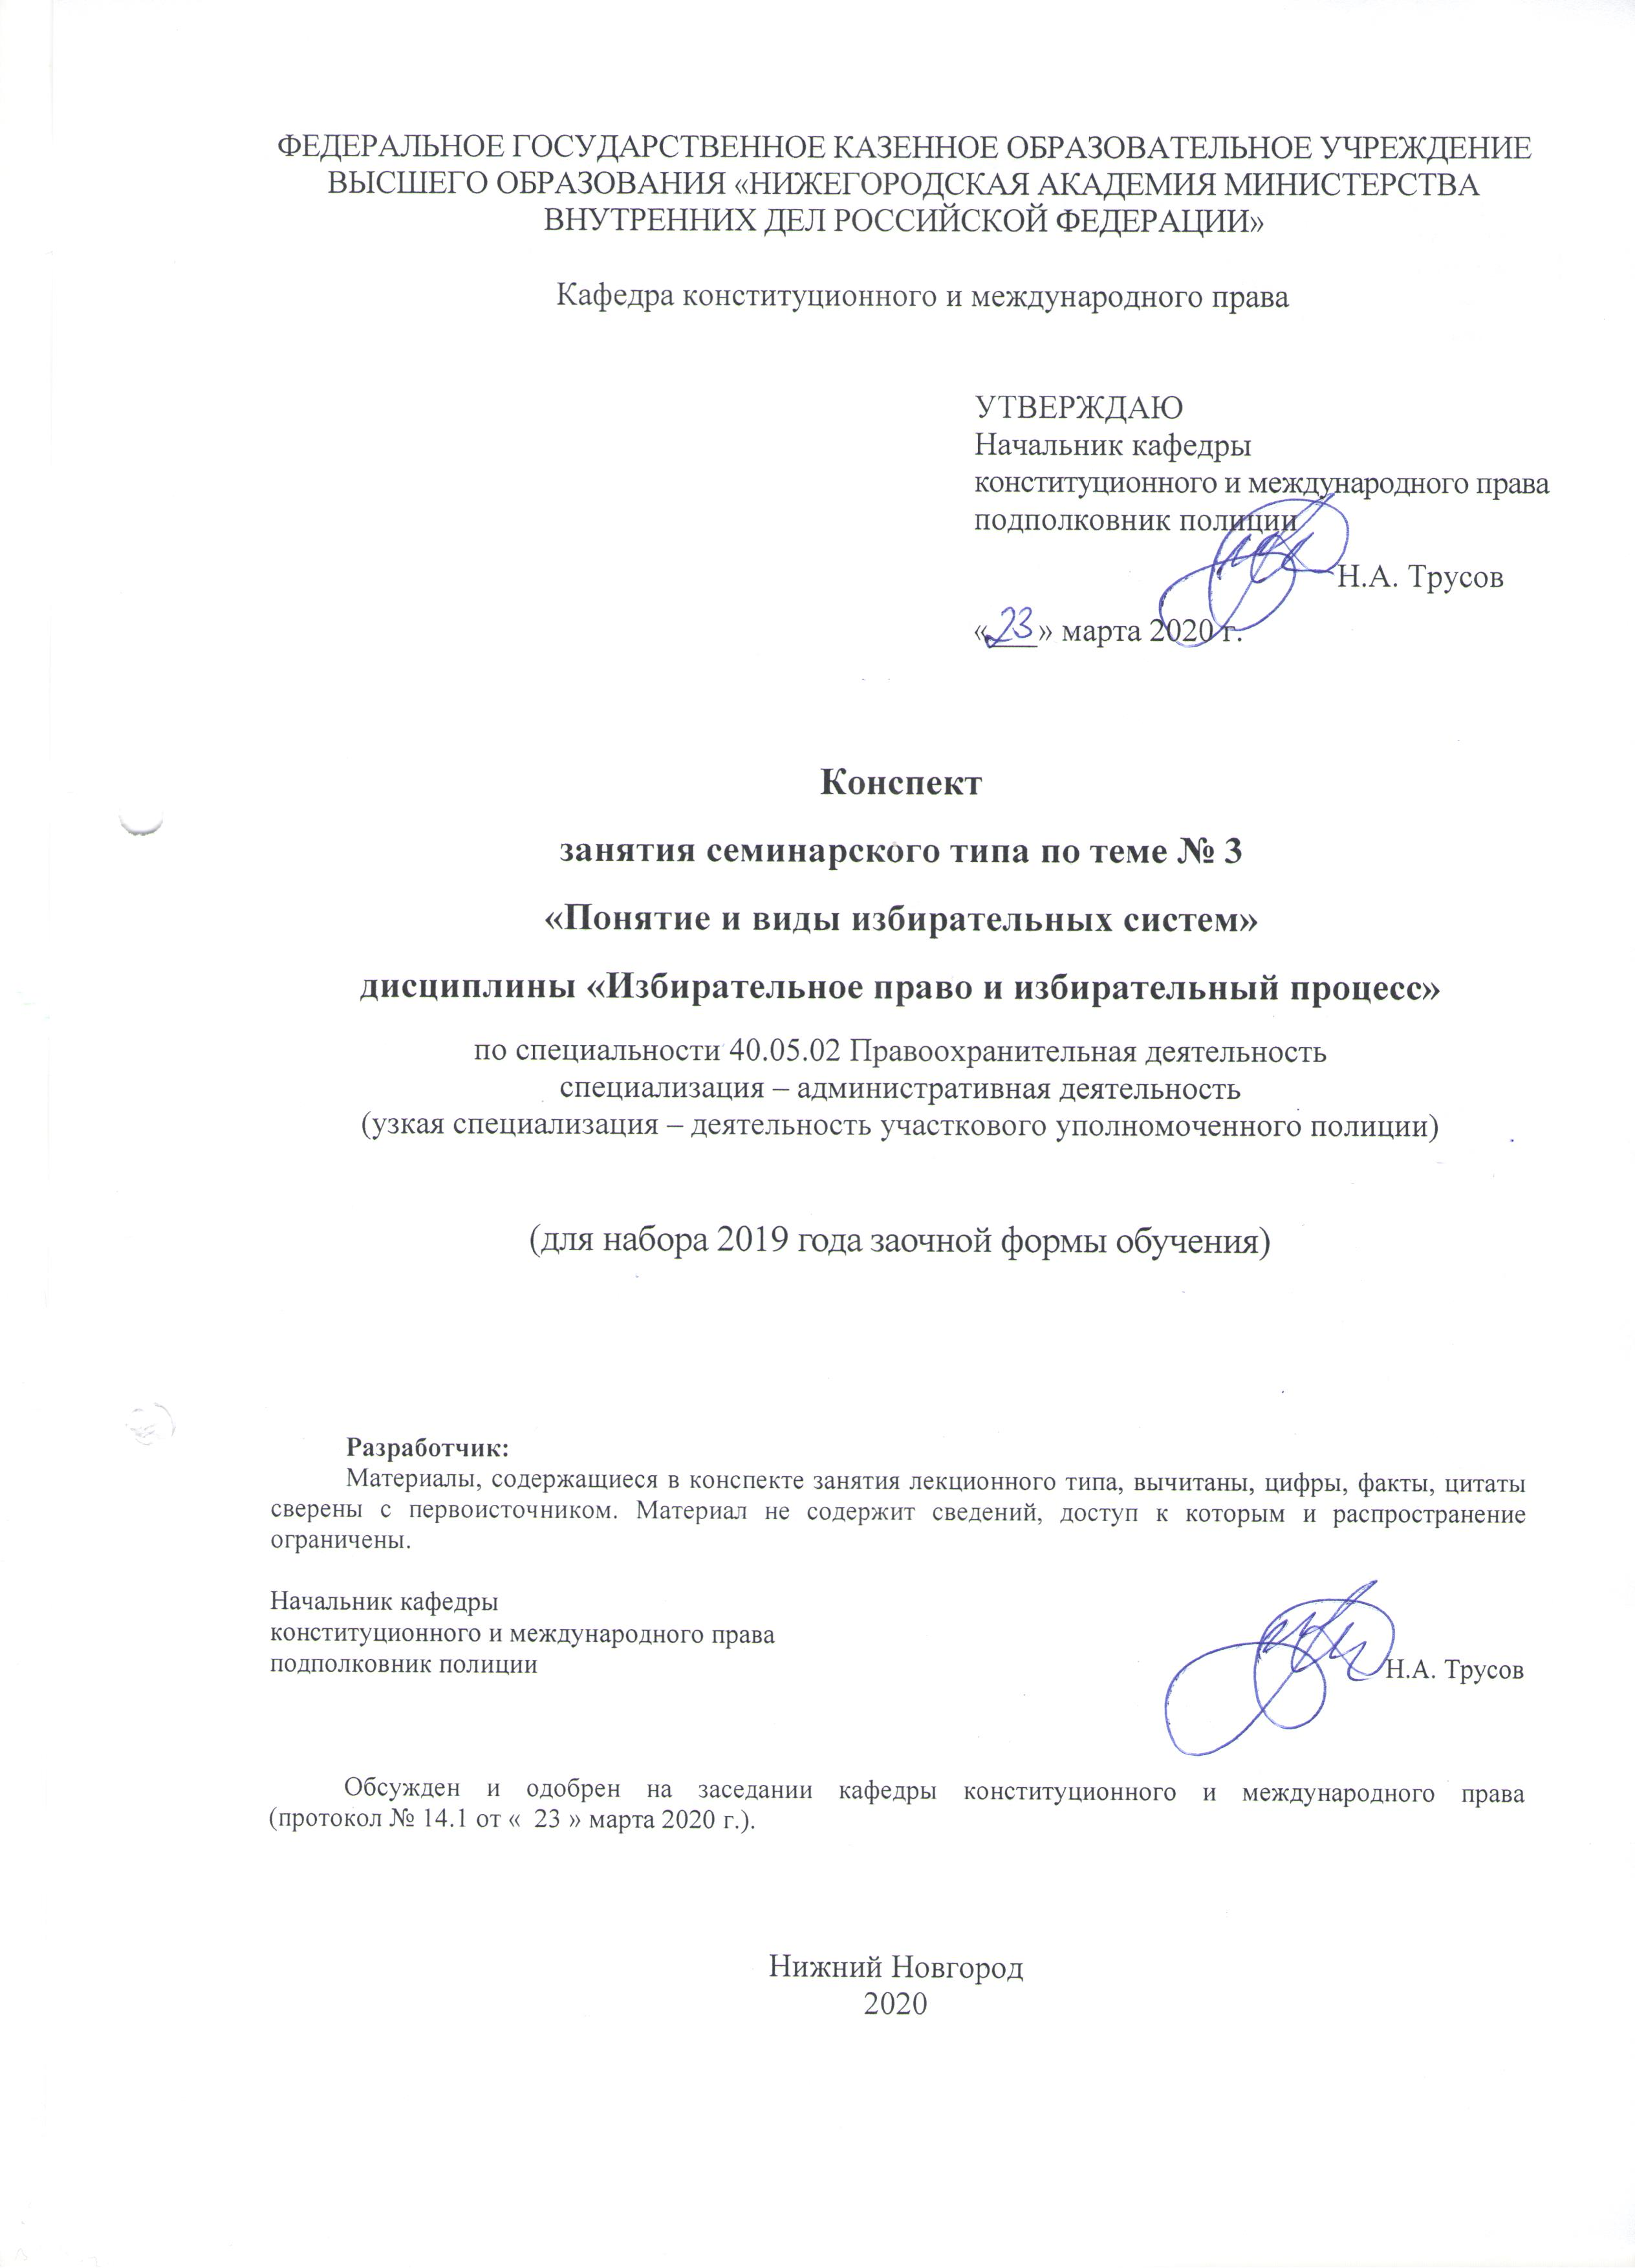 ФЕДЕРАЛЬНОЕ ГОСУДАРСТВЕННОЕ КАЗЕННОЕ ОБРАЗОВАТЕЛЬНОЕ УЧРЕЖДЕНИЕ
ВЫСШЕГО ОБРАЗОВАНИЯ «НИЖЕГОРОДСКАЯ АКАДЕМИЯ МИНИСТЕРСТВА
ВНУТРЕННИХ ДЕЛ РОССИЙСКОЙ ФЕДЕРАЦИИ»
Кафедра конституционного и международного права
УТВЕРЖДАЮ
Начальник кафедры
конституционного и международного права
подполковник полиции
Н.А. Трусов
«23» марта 2020 г.
Конспект
занятия семинарского типа по теме № 3
«Понятие и виды избирательных систем»
дисциплины «Избирательное право и избирательный процесс»
по специальности 40.05.02 Правоохранительная деятельность
специализация – административная деятельность
(узкая специализация – деятельность участкового уполномоченного полиции)
(для набора 2019 года заочной формы обучения)
Разработчик:
Материалы, содержащиеся в конспекте занятия лекционного типа, вычитаны, цифры, факты, цитаты
сверены с первоисточником. Материал не содержит сведений, доступ к которым и распространение
ограничены.
Начальник кафедры
конституционного и международного права
подполковник полиции
Н.А. Трусов
Обсужден и одобрен на заседании кафедры конституционного и международного права
(протокол № 14.1 от « 23 » марта 2020 г.).
Нижний Новгород
2020